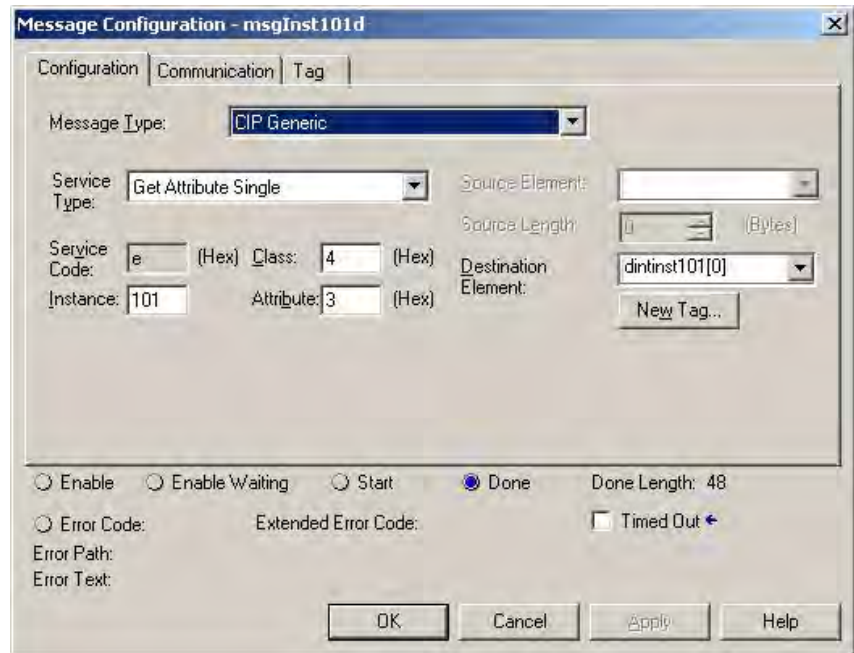 Message Configuration - msgInst101d
Configuration Communication Tag
Message Type: CIP Generic
Service Type: Get Attribute Single
Source Element:
Source Length: 0 (Bytes)
Service Code: e (Hex) Class: 4 (Hex)
Destination Element: dintinst101[0]
Instance: 101 Attribute: 3 (Hex)
New Tag...
Enable Enable Waiting Start Done Done Length: 48
Error Code: Extended Error Code: Timed Out
Error Path:
Error Text:
OK Cancel Apply Help